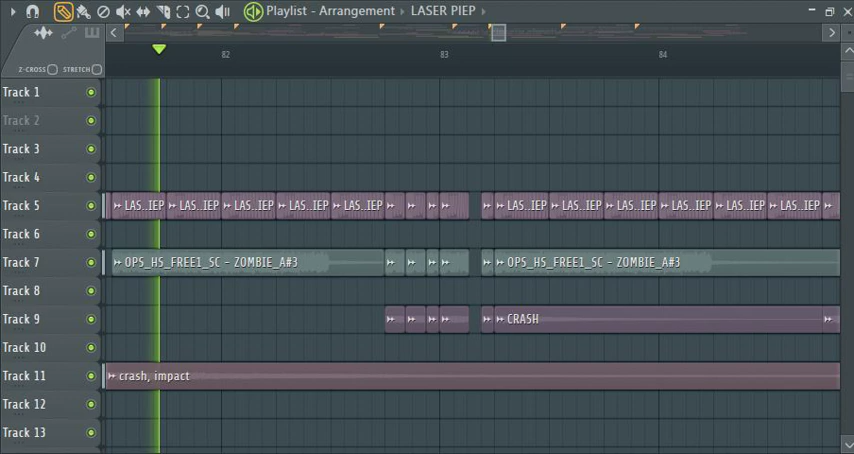 Playlist - Arrangement ▸ LASER PIEP ▸
Z-CROSS STRETCH
82 83 84
Track 1
Track 2
Track 3
Track 4
Track 5 LAS..IEP LAS..IEP LAS..IEP LAS..IEP LAS..IEP LAS..IEP LAS..IEP LAS..IEP LAS..IEP LAS..IEP LAS..IEP
Track 6
Track 7 OPS_HS_FREE1_SC - ZOMBIE_A#3 OPS_HS_FREE1_SC - ZOMBIE_A#3
Track 8
Track 9 CRASH
Track 10
Track 11 crash, impact
Track 12
Track 13